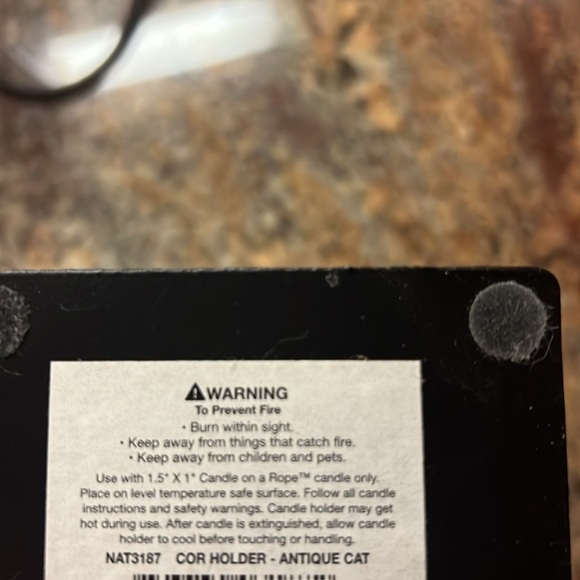 ⚠WARNING
To Prevent Fire
• Burn within sight.
• Keep away from things that catch fire.
• Keep away from children and pets.
Use with 1.5" X 1" Candle on a Rope™ candle only.
Place on level temperature safe surface. Follow all candle
instructions and safety warnings. Candle holder may get
hot during use. After candle is extinguished, allow candle
holder to cool before touching or handling.
NAT3187 COR HOLDER - ANTIQUE CAT